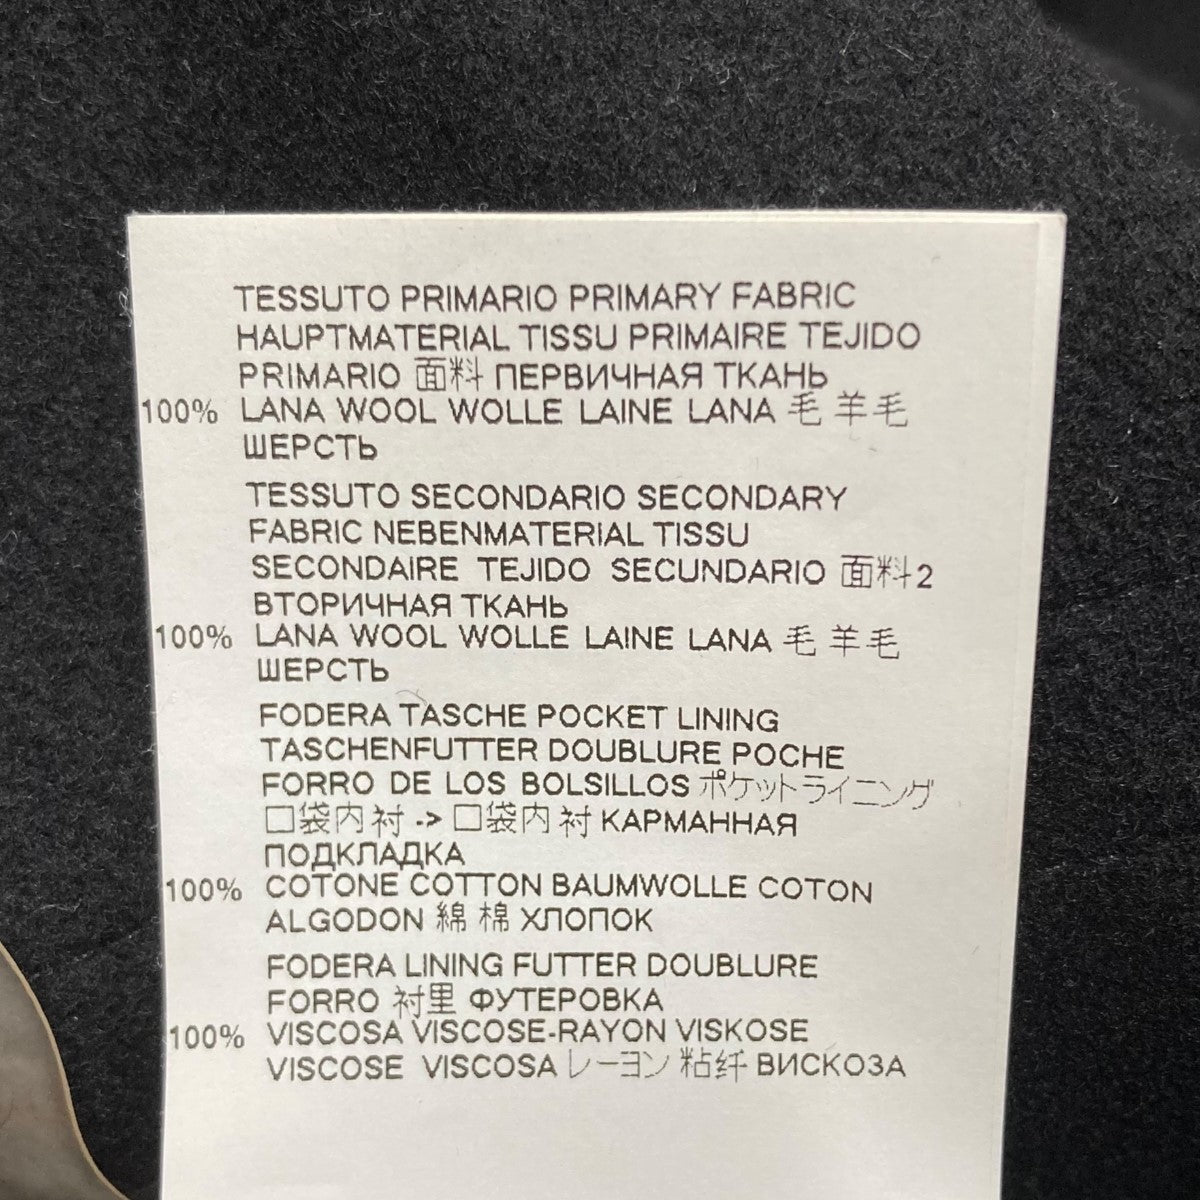 TESSUTO PRIMARIO PRIMARY FABRIC
HAUPTMATERIAL TISSU PRIMAIRE TEJIDO
PRIMARIO 面料 ПЕРВИЧНАЯ ТКАНЬ
100% LANA WOOL WOLLE LAINE LANA 毛 羊毛
ШЕРСТЬ
TESSUTO SECONDARIO SECONDARY
FABRIC NEBENMATERIAL TISSU
SECONDAIRE TEJIDO SECUNDARIO 面料2
ВТОРИЧНАЯ ТКАНЬ
100% LANA WOOL WOLLE LAINE LANA 毛 羊毛
ШЕРСТЬ
FODERA TASCHE POCKET LINING
TASCHENFUTTER DOUBLURE POCHE
FORRO DE LOS BOLSILLOS ポケットライニング
口袋内衬 -> 口袋内衬 КАРМАННАЯ
ПОДКЛАДКА
100% COTONE COTTON BAUMWOLLE COTON
ALGODON 綿 棉 ХЛОПОК
FODERA LINING FUTTER DOUBLURE
FORRO 衬里 ФУТЕРОВКА
100% VISCOSA VISCOSE-RAYON VISKOSE
VISCOSE VISCOSA レーヨン 粘纤 ВИСКОЗА